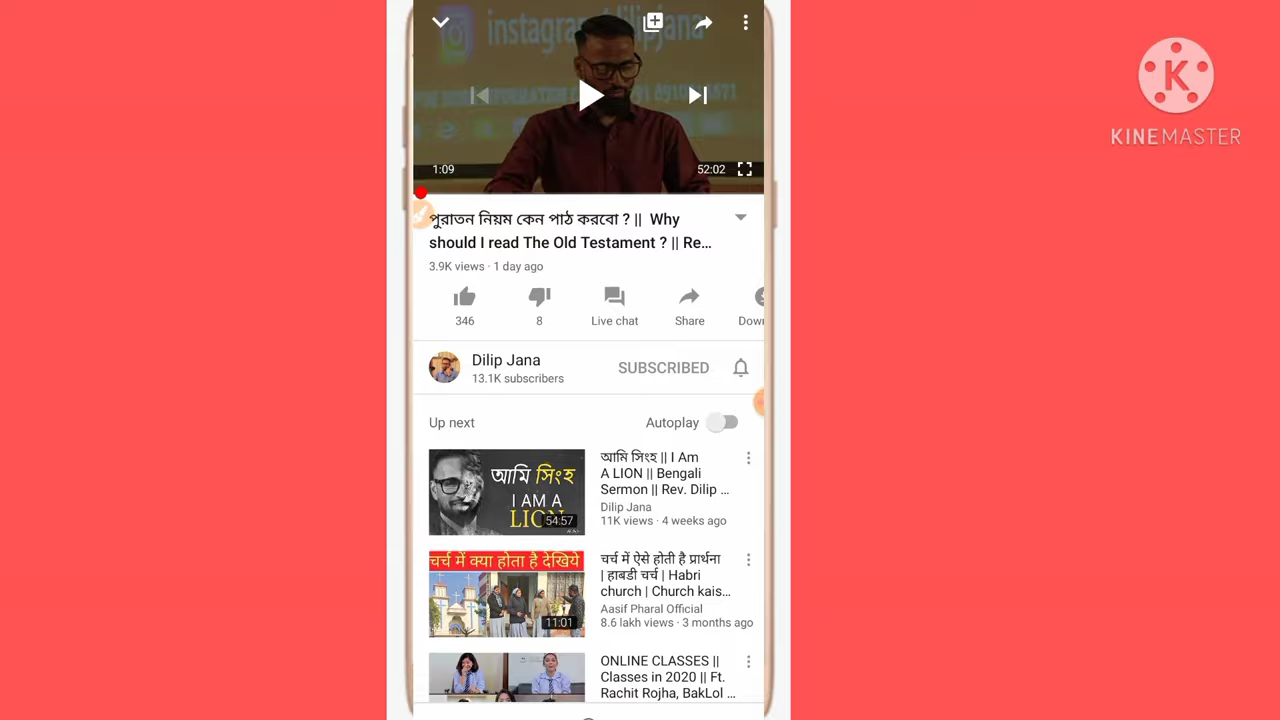 1:09
52:02
পুরাতন নিয়ম কেন পাঠ করবো ? || Why
should I read The Old Testament ? || Re...
3.9K views · 1 day ago
346
8
Live chat
Share
Down
Dilip Jana
13.1K subscribers
SUBSCRIBED
Up next
Autoplay
আমি সিংহ
I AM A
54:57
আমি সিংহ || I Am
A LION || Bengali
Sermon || Rev. Dilip ...
Dilip Jana
11K views · 4 weeks ago
चर्च में क्या होता है देखिये
11:01
चर्च में ऐसे होती है प्रार्थना
| हाबडी चर्च | Habri
church | Church kais...
Aasif Pharal Official
8.6 lakh views · 3 months ago
ONLINE CLASSES ||
Classes in 2020 || Ft.
Rachit Rojha, BakLol ...
K
KINEMASTER